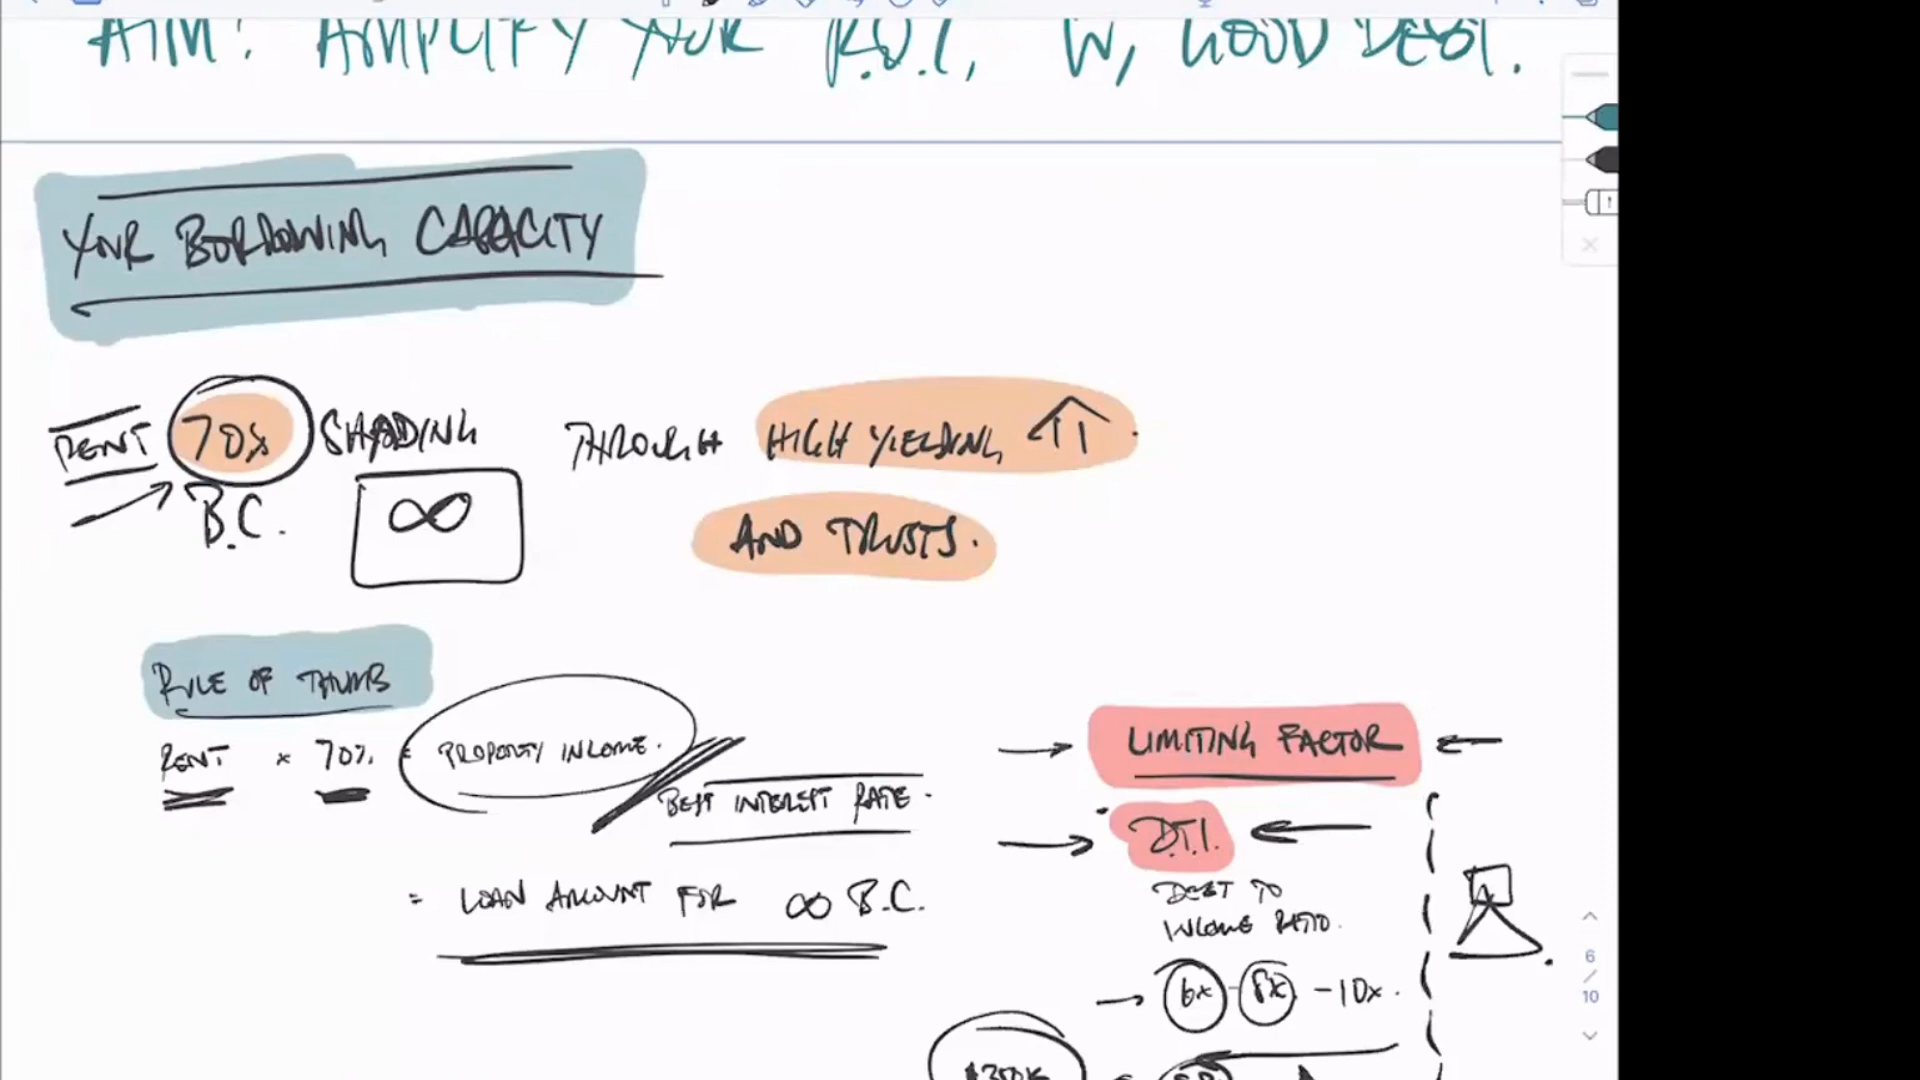 AIM: AMPLIFY YOUR R.O.I. W/ GOOD DEBT.
YOUR BORROWING CAPACITY
RENT 70% SHADING THROUGH HIGH YIELDING
B.C. ∞ AND TRUSTS.
RULE OF THUMB
RENT × 70% = PROPERTY INCOME.
BEST INTEREST RATE.
= LOAN AMOUNT FOR ∞ B.C.
LIMITING FACTOR
D.T.I.
DEBT TO
INCOME RATIO.
6x - 8x - 10x.
$350K
6
/
10